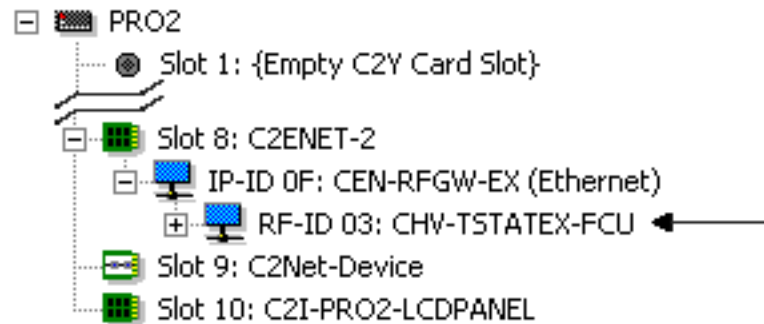 PRO2
Slot 1: {Empty C2Y Card Slot}
Slot 8: C2ENET-2
IP-ID 0F: CEN-RFGW-EX (Ethernet)
RF-ID 03: CHV-TSTATEX-FCU
Slot 9: C2Net-Device
Slot 10: C2I-PRO2-LCDPANEL